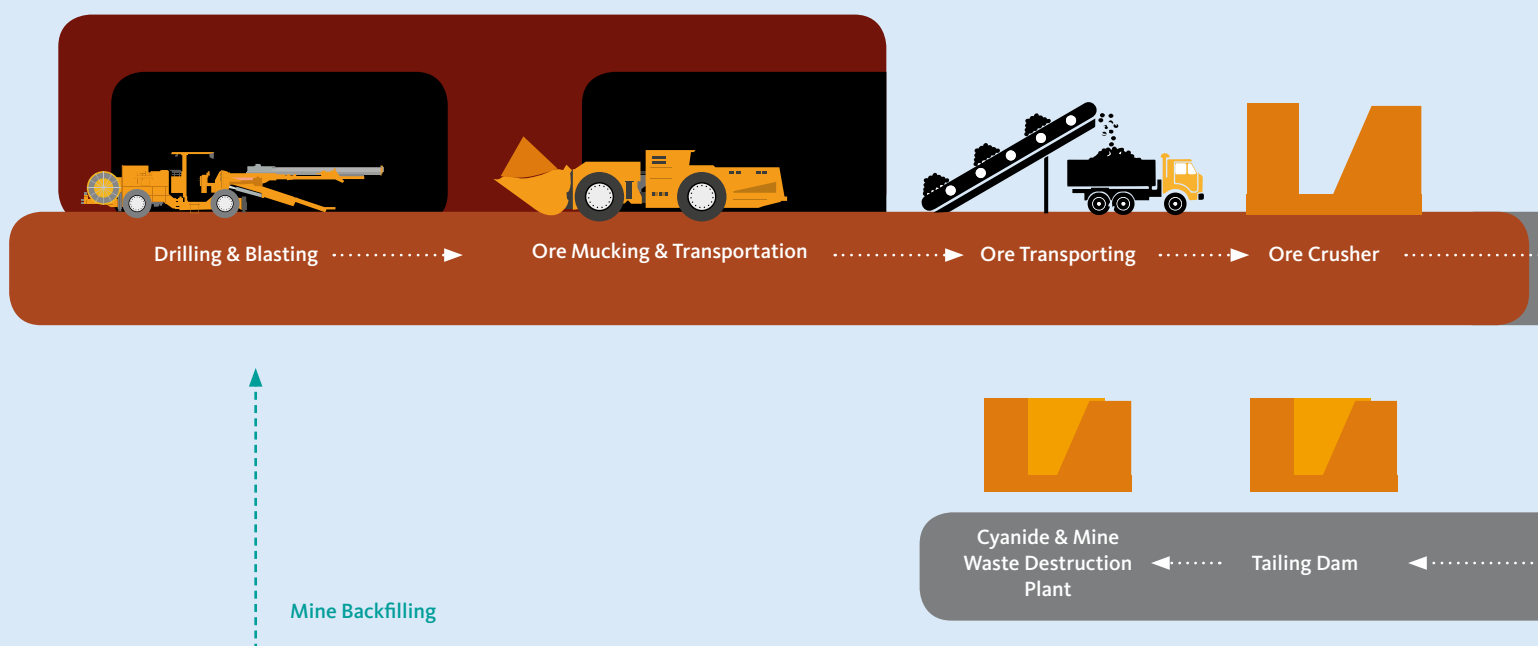 Drilling & Blasting
Ore Mucking & Transportation
Ore Transporting
Ore Crusher
Cyanide & Mine
Waste Destruction
Plant
Tailing Dam
Mine Backfilling